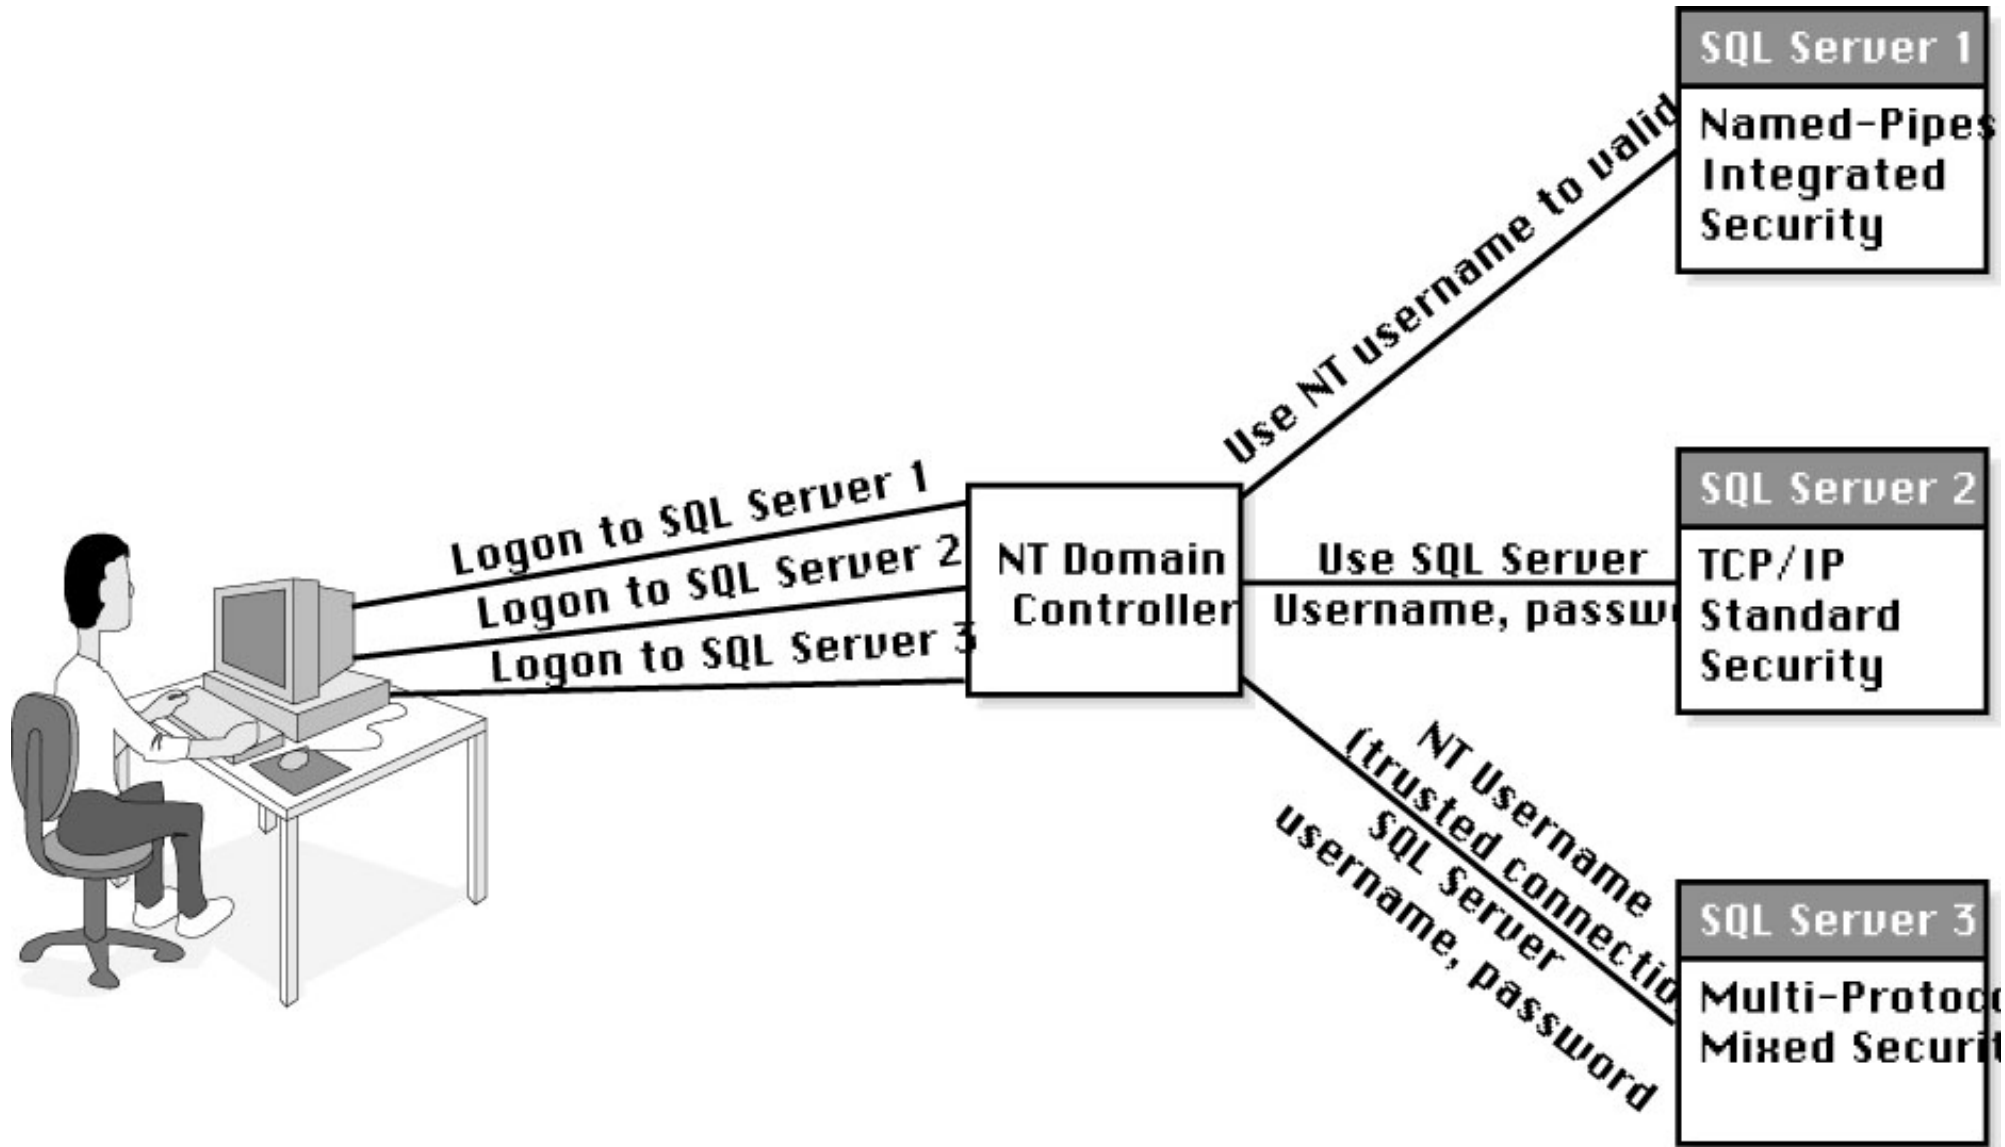 SQL Server 1
Named-Pipes
Integrated
Security
Use NT username to valid
Logon to SQL Server 1
Logon to SQL Server 2
Logon to SQL Server 3
NT Domain
Controller
Use SQL Server
Username, passw
SQL Server 2
TCP/IP
Standard
Security
NT Username
(trusted connectio
SQL Server
username, password
SQL Server 3
Multi-Protoco
Mixed Securit